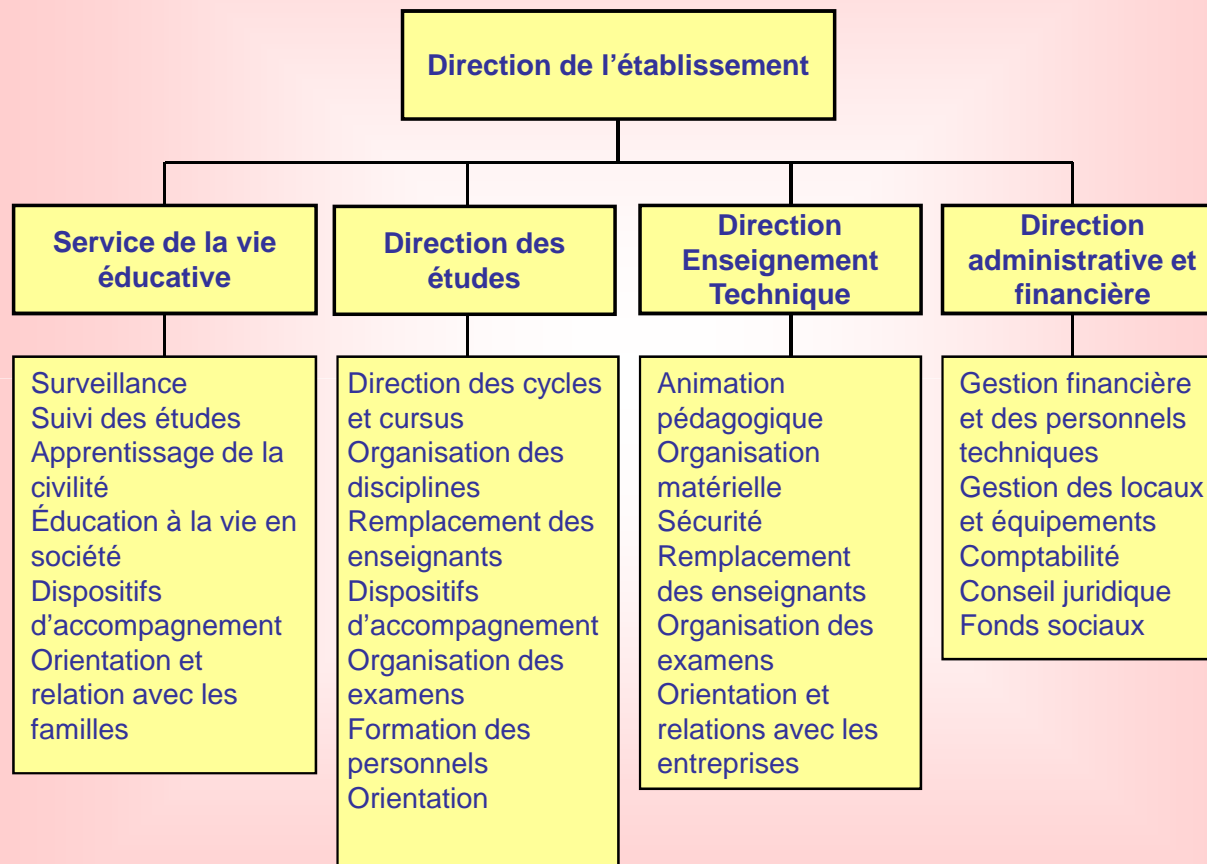 Direction de l’établissement
Service de la vie
éducative
Direction des
études
Direction
Enseignement
Technique
Direction
administrative et
financière
Surveillance
Suivi des études
Apprentissage de la
civilité
Éducation à la vie en
société
Dispositifs
d'accompagnement
Orientation et
relation avec les
familles
Direction des cycles
et cursus
Organisation des
disciplines
Remplacement des
enseignants
Dispositifs
d'accompagnement
Organisation des
examens
Formation des
personnels
Orientation
Animation
pédagogique
Organisation
matérielle
Sécurité
Remplacement
des enseignants
Organisation des
examens
Orientation et
relations avec les
entreprises
Gestion financière
et des personnels
techniques
Gestion des locaux
et équipements
Comptabilité
Conseil juridique
Fonds sociaux